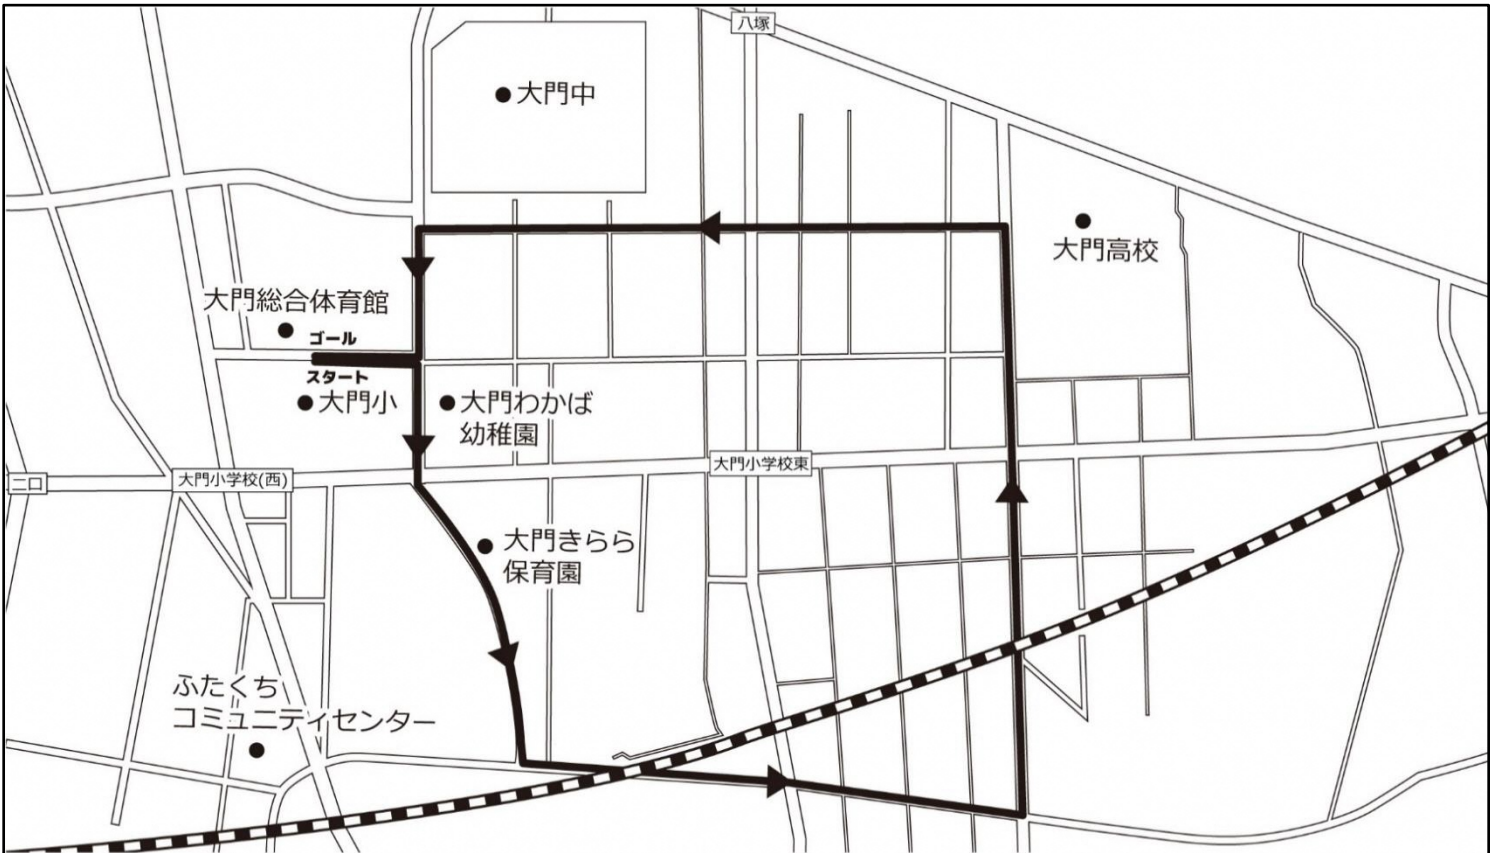 八塚
大門中
大門高校
大門総合体育館
ゴール
スタート
大門小
大門わかば
幼稚園
大門小学校東
二口
大門小学校(西)
大門きらら
保育園
ふたくち
コミュニティセンター